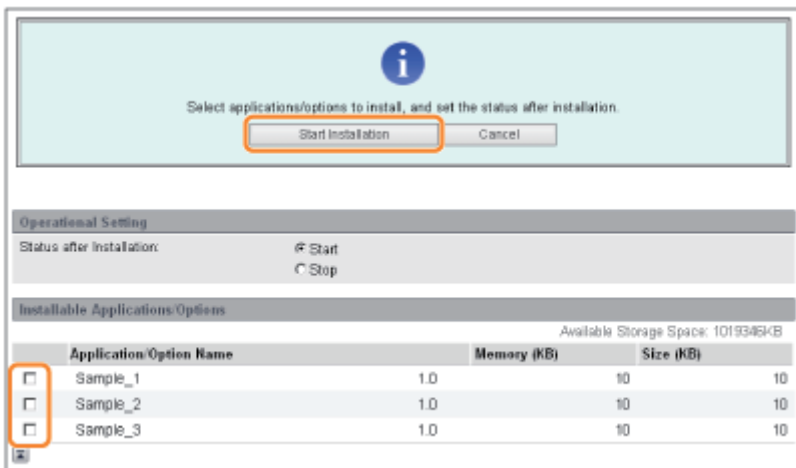 Select applications/options to install, and set the status after installation.
Start Installation Cancel
Operational Setting
Status after Installation: Start
Stop
Installable Applications/Options
Available Storage Space: 1019346KB
Application/Option Name Memory (KB) Size (KB)
Sample_1 1.0 10 10
Sample_2 1.0 10 10
Sample_3 1.0 10 10